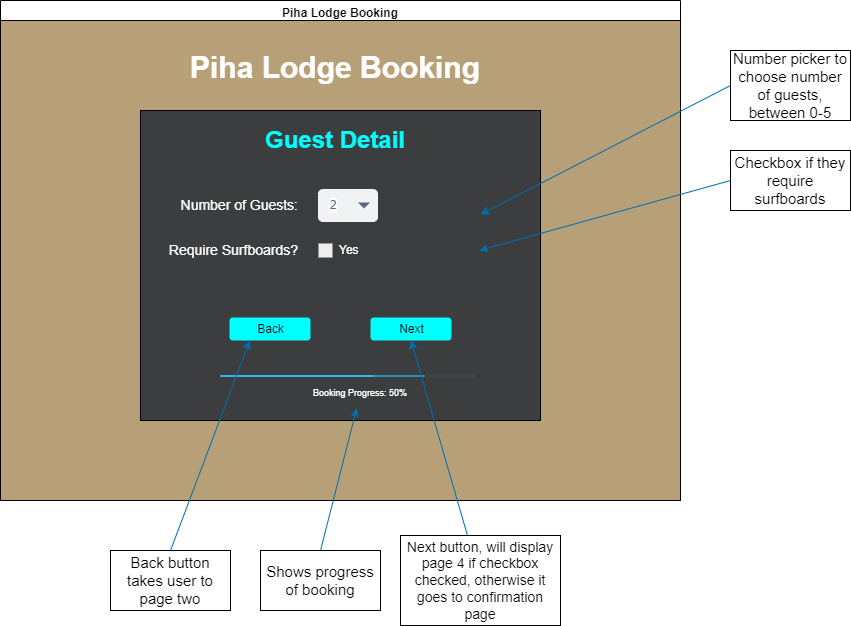 Piha Lodge Booking
Piha Lodge Booking
Number picker to
choose number
of guests,
between 0-5
Guest Detail
Checkbox if they
require
surfboards
Number of Guests: 2
Require Surfboards? Yes
Back Next
Booking Progress: 50%
Back button
takes user to
page two
Shows progress
of booking
Next button, will display
page 4 if checkbox
checked, otherwise it
goes to confirmation
page